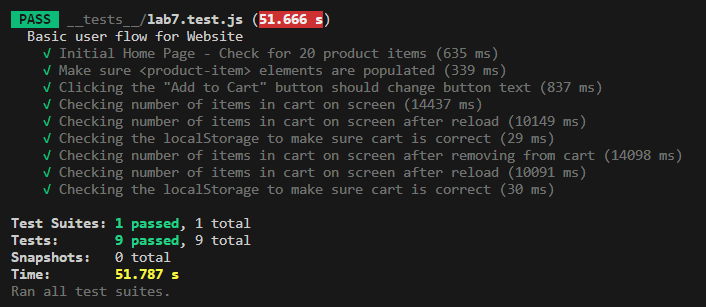 PASS __tests__/lab7.test.js (51.666 s)
Basic user flow for Website
√ Initial Home Page - Check for 20 product items (635 ms)
√ Make sure <product-item> elements are populated (339 ms)
√ Clicking the "Add to Cart" button should change button text (837 ms)
√ Checking number of items in cart on screen (14437 ms)
√ Checking number of items in cart on screen after reload (10149 ms)
√ Checking the localStorage to make sure cart is correct (29 ms)
√ Checking number of items in cart on screen after removing from cart (14098 ms)
√ Checking number of items in cart on screen after reload (10091 ms)
√ Checking the localStorage to make sure cart is correct (30 ms)
Test Suites: 1 passed, 1 total
Tests: 9 passed, 9 total
Snapshots: 0 total
Time: 51.787 s
Ran all test suites.